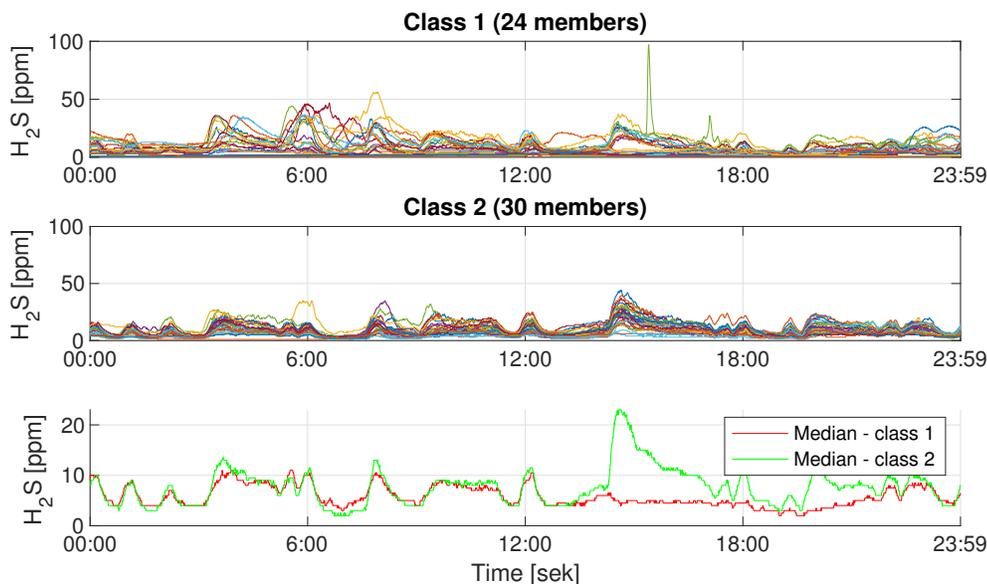 Class 1 (24 members)
100
50
0
H2S [ppm]
00:00 6:00 12:00 18:00 23:59
Class 2 (30 members)
100
50
0
H2S [ppm]
00:00 6:00 12:00 18:00 23:59
20
10
0
H2S [ppm]
Median - class 1
Median - class 2
00:00 6:00 12:00 18:00 23:59
Time [sek]